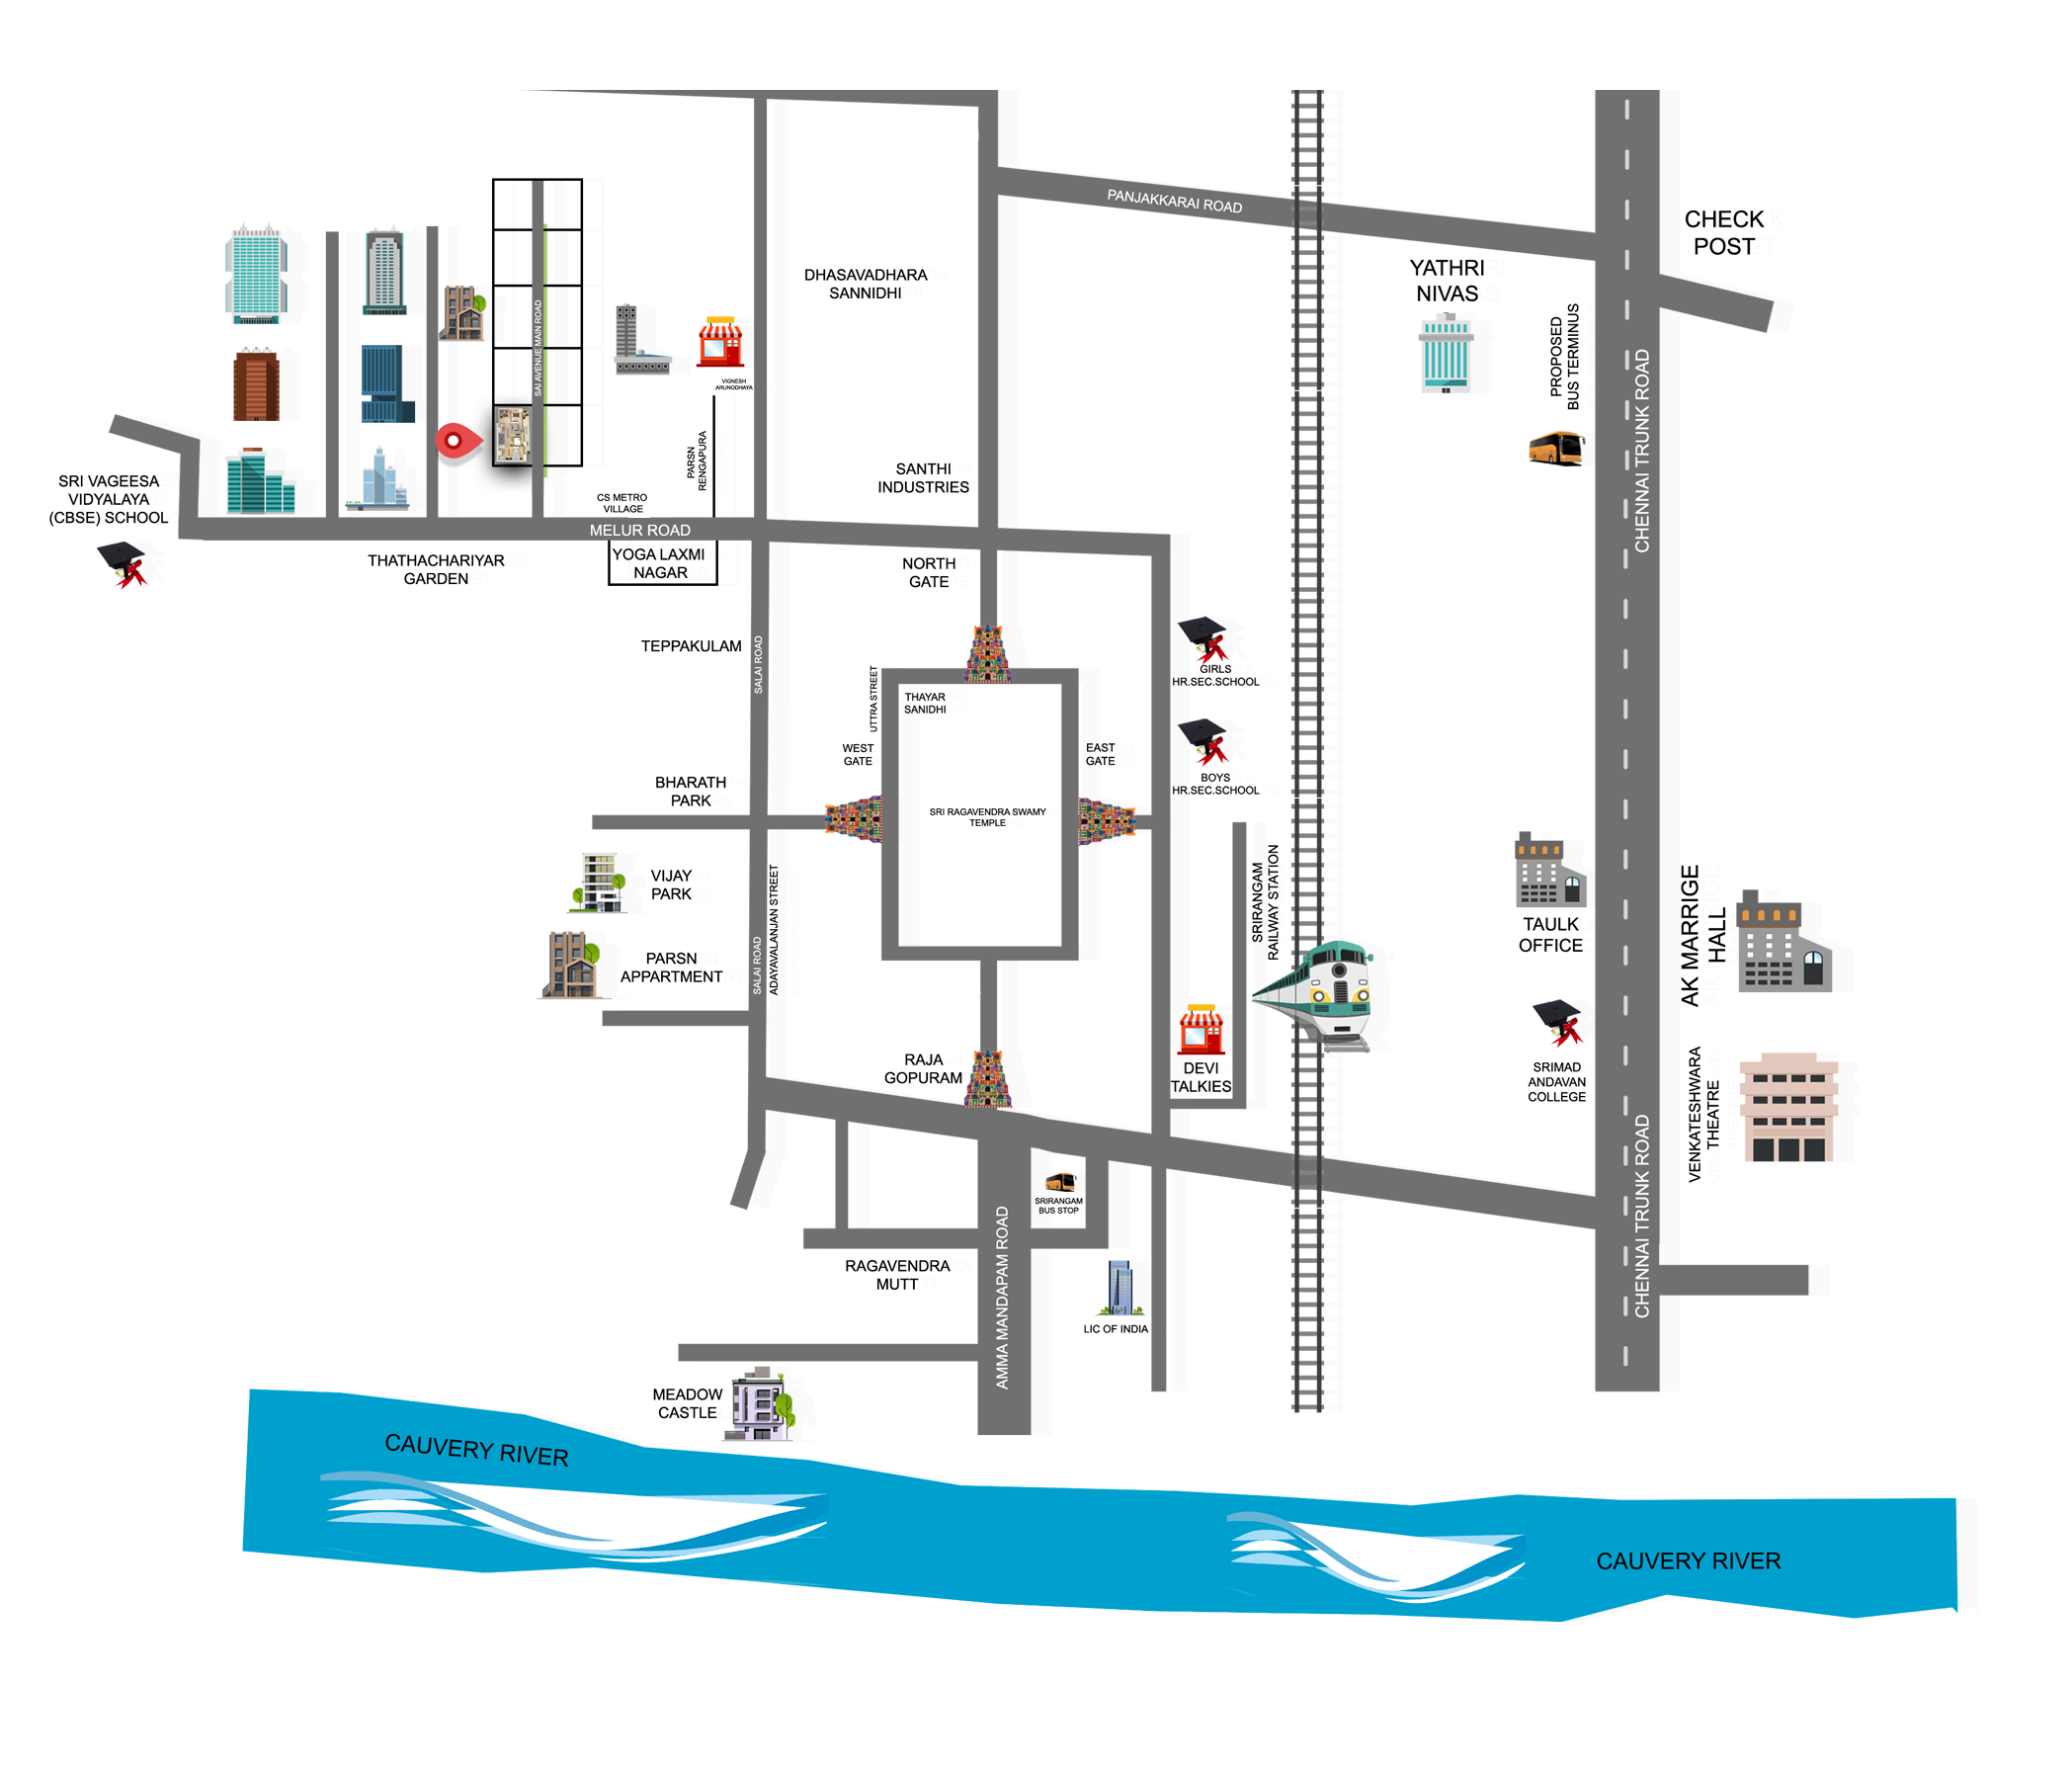 PANJAKKARAI ROAD
CHECK
POST
YATHRI
NIVAS
DHASAVADHARA
SANNIDHI
PROPOSED
BUS TERMINUS
SAI AVENUE MAIN ROAD
VIGNESH
ARUNODHAYA
CHENNAI TRUNK ROAD
PARSN
RENGAPURA
SANTHI
INDUSTRIES
SRI VAGEESA
VIDYALAYA
(CBSE) SCHOOL
CS METRO
VILLAGE
MELUR ROAD
THATHACHARIYAR
GARDEN
YOGA LAXMI
NAGAR
NORTH
GATE
TEPPAKULAM
SALAI ROAD
UTTRA STREET
THAYAR
SANIDHI
GIRLS
HR.SEC.SCHOOL
WEST
GATE
EAST
GATE
BOYS
HR.SEC.SCHOOL
BHARATH
PARK
SRI RAGAVENDRA SWAMY
TEMPLE
VIJAY
PARK
ADAYAVALANJAN STREET
SALAI ROAD
SRIRANGAM
RAILWAY STATION
TAULK
OFFICE
AK MARRIGE
HALL
PARSN
APPARTMENT
RAJA
GOPURAM
DEVI
TALKIES
SRIMAD
ANDAVAN
COLLEGE
VENKATESHWARA
THEATRE
SRIRANGAM
BUS STOP
CHENNAI TRUNK ROAD
AMMA MANDAPAM ROAD
RAGAVENDRA
MUTT
LIC OF INDIA
MEADOW
CASTLE
CAUVERY RIVER
CAUVERY RIVER